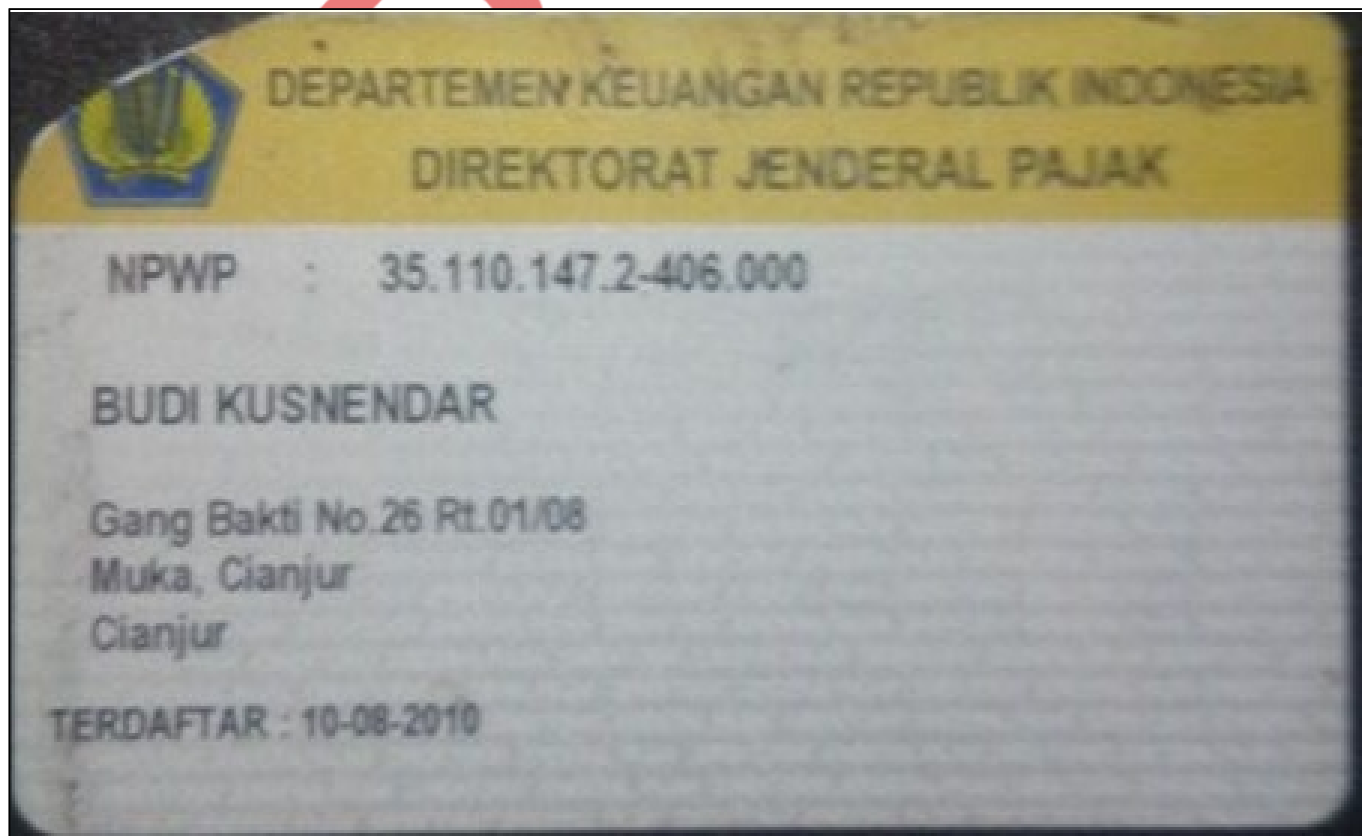 DEPARTEMEN KEUANGAN REPUBLIK INDONESIA
DIREKTORAT JENDERAL PAJAK
NPWP : 35.110.147.2-406.000
BUDI KUSNENDAR
Gang Bakti No.26 Rt.01/08
Muka, Cianjur
Cianjur
TERDAFTAR : 10-08-2010